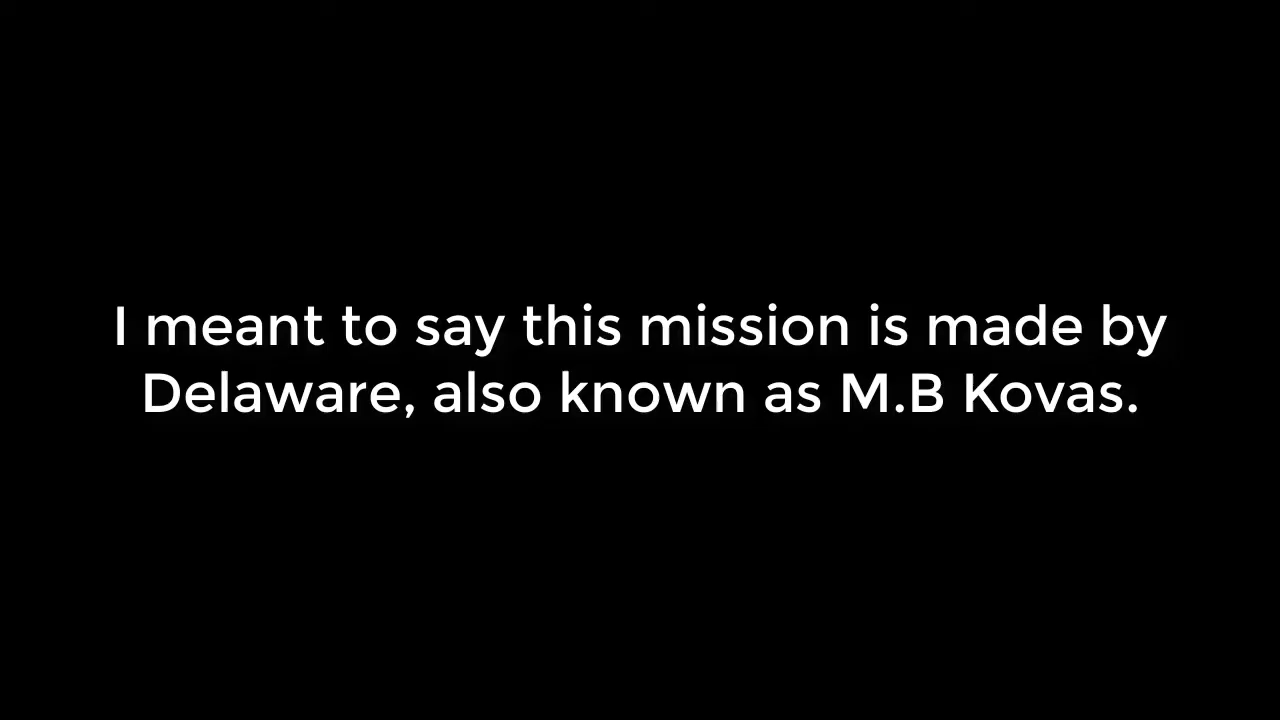 I meant to say this mission is made by
Delaware, also known as M.B Kovas.